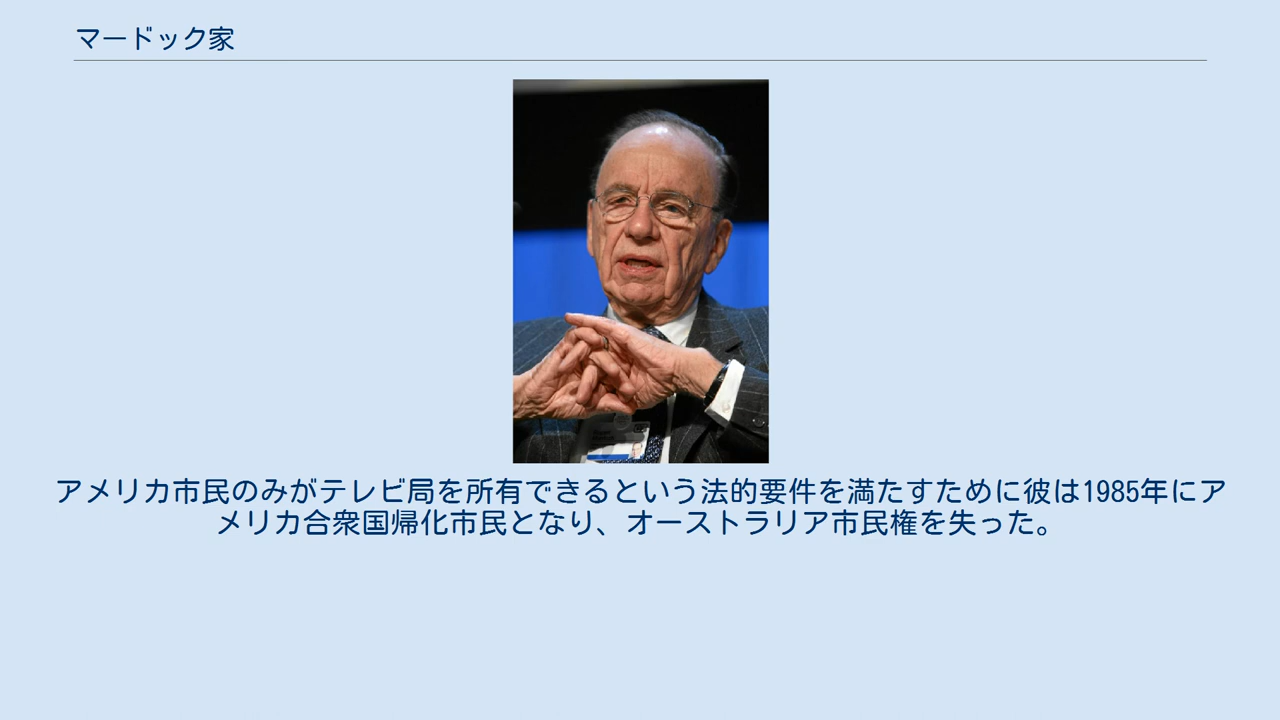 マードック家
アメリカ市民のみがテレビ局を所有できるという法的要件を満たすために彼は1985年にア
メリカ合衆国帰化市民となり、オーストラリア市民権を失った。